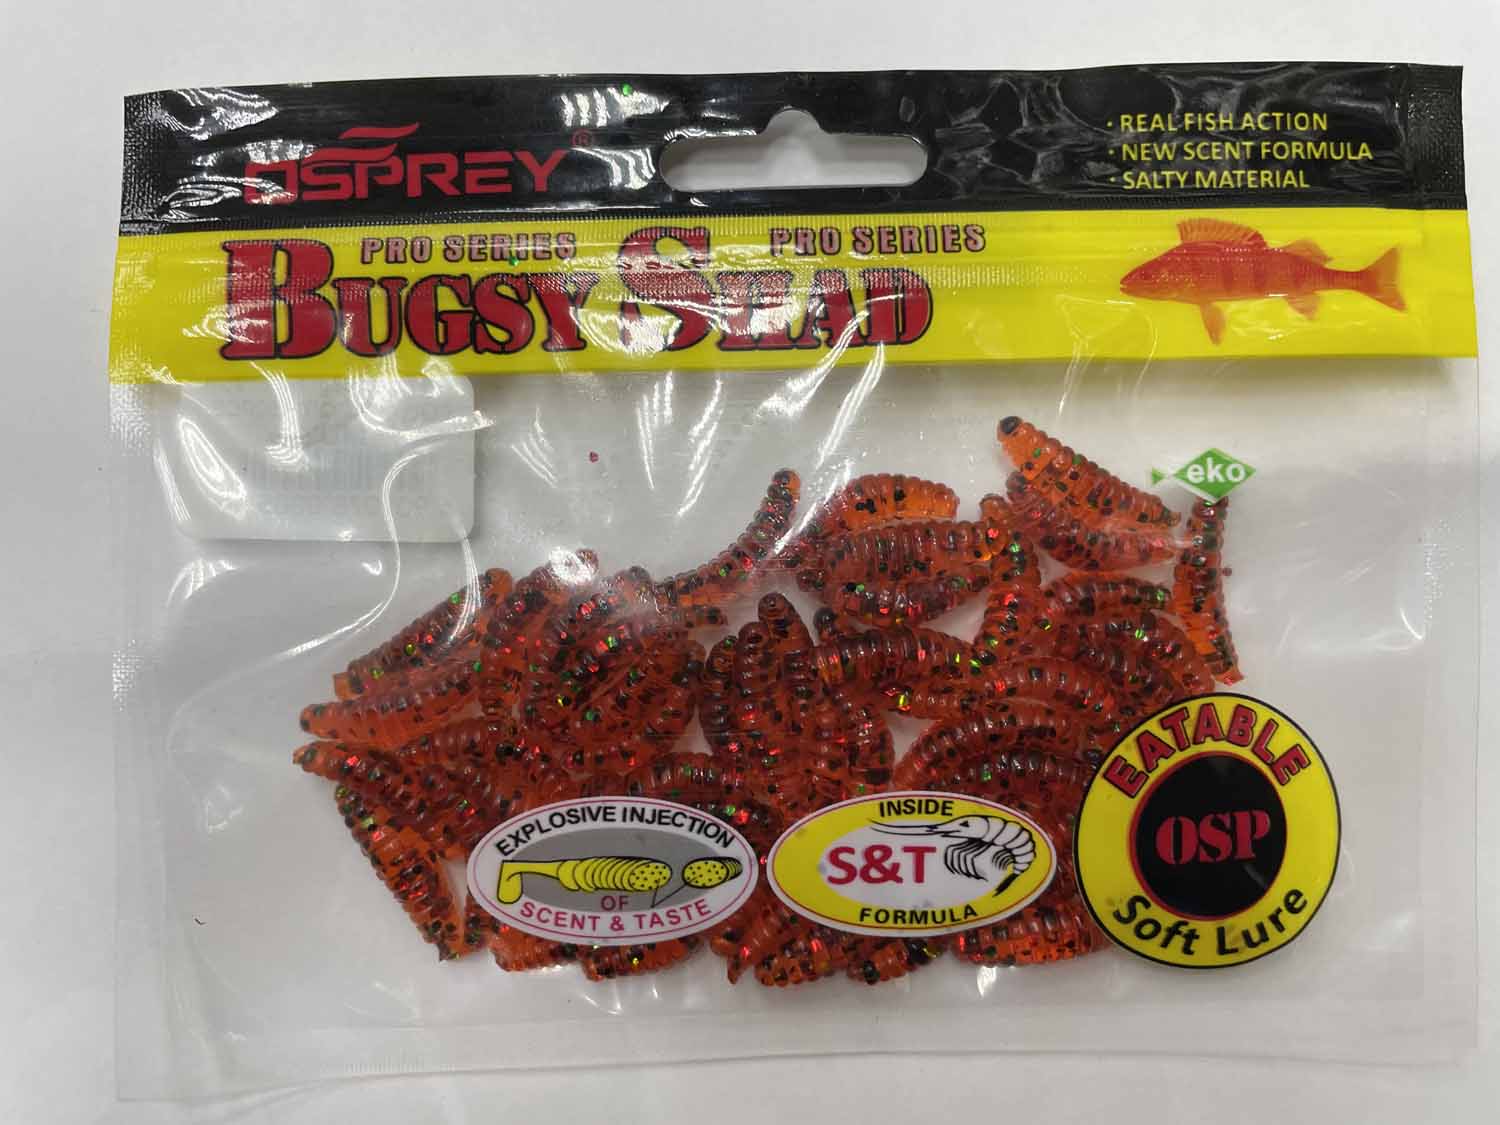 OSPREY®
· REAL FISH ACTION
· NEW SCENT FORMULA
· SALTY MATERIAL
PRO SERIES PRO SERIES
BUGSY SHAD
eko
EXPLOSIVE INJECTION
OF
SCENT & TASTE
INSIDE
S&T
FORMULA
EATABLE
OSP
Soft Lure